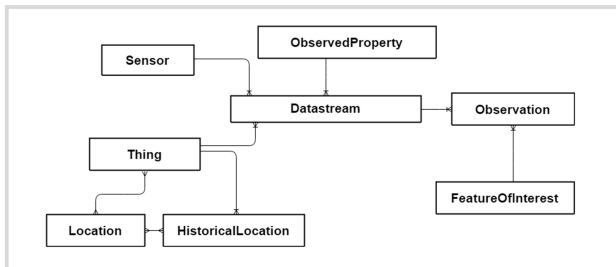 ObservedProperty
Sensor
Datastream
Observation
Thing
FeatureOfInterest
Location
HistoricalLocation